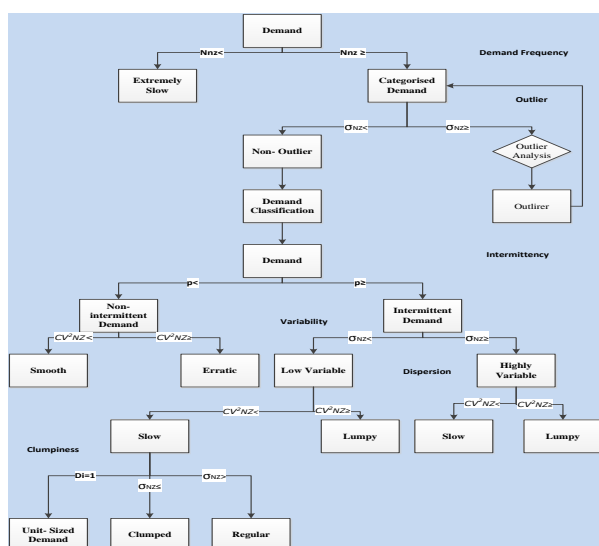 Demand
Nnz<
Nnz ≥
Demand Frequency
Extremely
Slow
Categorised
Demand
Outlier
σNZ<
σNZ≥
Non- Outlier
Outlier
Analysis
Demand
Classification
Outlirer
Demand
Intermittency
p<
p≥
Non-
intermittent
Demand
Intermittent
Demand
Variability
CV²NZ<
CV²NZ≥
σNZ<
σNZ≥
Smooth
Erratic
Low Variable
Dispersion
Highly
Variable
CV²NZ<
CV²NZ≥
CV²NZ<
CV²NZ≥
Slow
Lumpy
Slow
Lumpy
Clumpiness
Di=1
σNZ≤
σNZ>
Unit- Sized
Demand
Clumped
Regular